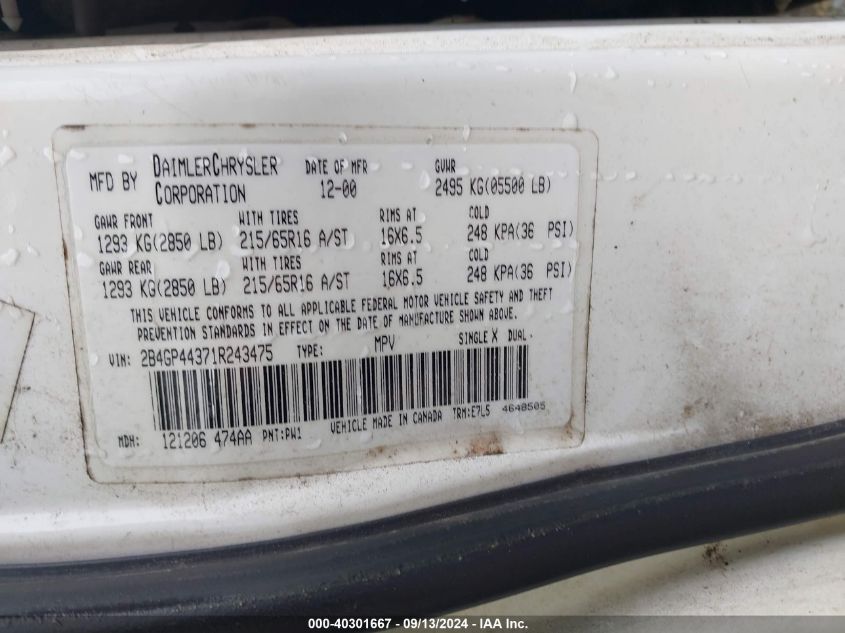 MFD BY DAIMLERCHRYSLER CORPORATION DATE OF MFR 12-00 GVWR 2495 KG(05500 LB)
GAWR FRONT WITH TIRES RIMS AT COLD
1293 KG(2850 LB) 215/65R16 A/ST 16X6.5 248 KPA(36 PSI)
GAWR REAR WITH TIRES RIMS AT COLD
1293 KG(2850 LB) 215/65R16 A/ST 16X6.5 248 KPA(36 PSI)
THIS VEHICLE CONFORMS TO ALL APPLICABLE FEDERAL MOTOR VEHICLE SAFETY AND THEFT
PREVENTION STANDARDS IN EFFECT ON THE DATE OF MANUFACTURE SHOWN ABOVE.
VIN: 2B4GP44371R243475 TYPE: MPV SINGLE X DUAL
MDH: 121206 474AA PNT:PW1 VEHICLE MADE IN CANADA TRM:E7L5 4648505
000-40301667 - 09/13/2024 - IAA Inc.